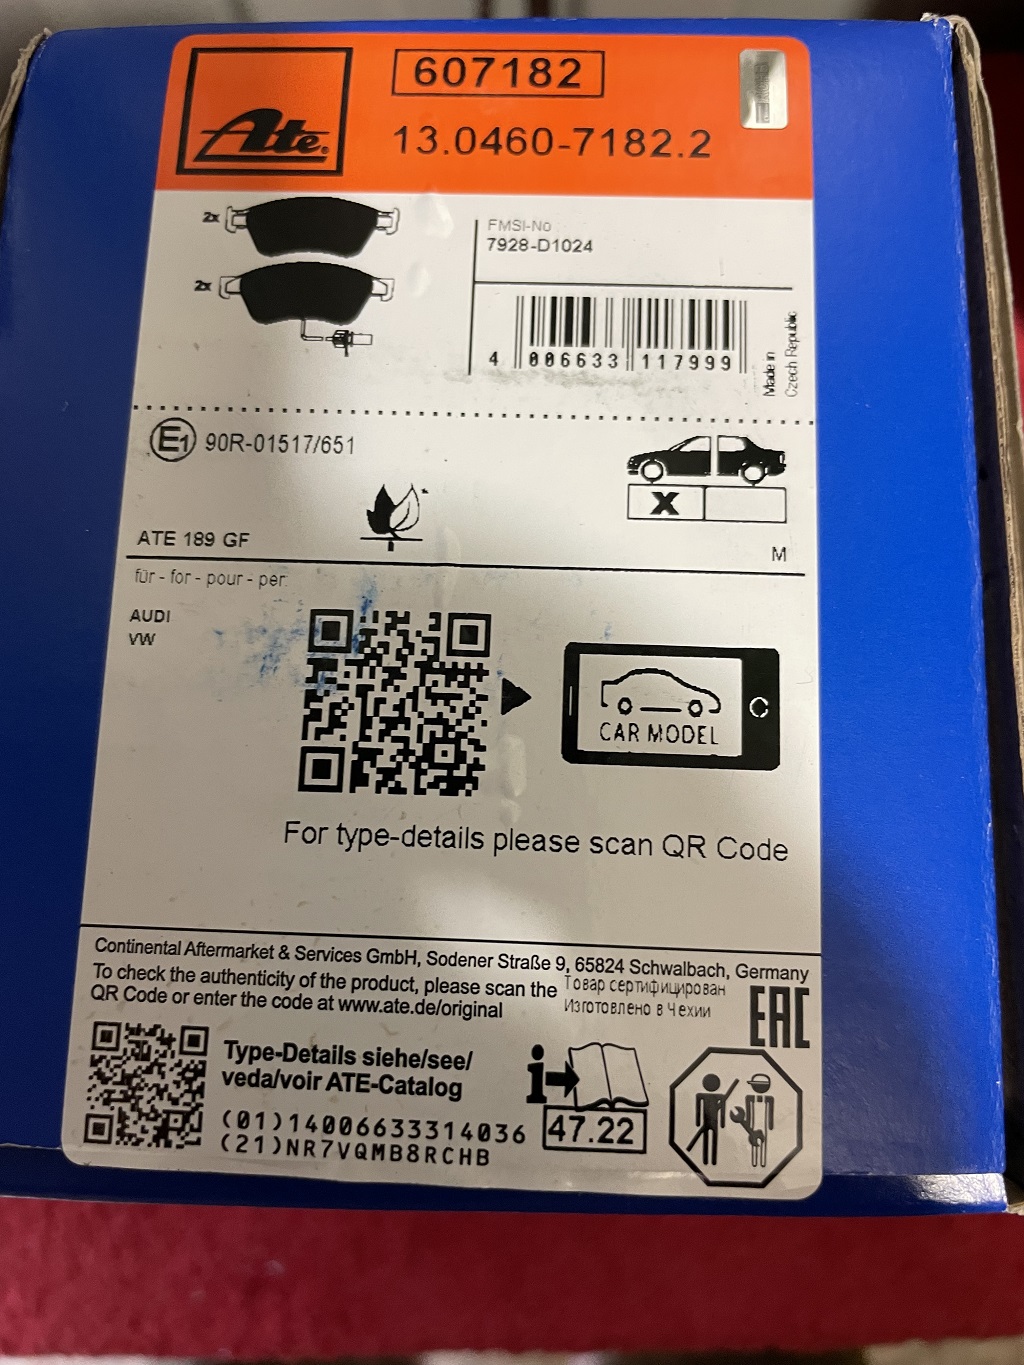 Ate.
607182
13.0460-7182.2
2x
2x
FMSI-No
7928-D1024
4 006633 117999
Made in
Czech Republic
E1 90R-01517/651
X
ATE 189 GF
M
für - for - pour - per:
AUDI
VW
CAR MODEL
For type-details please scan QR Code
Continental Aftermarket & Services GmbH, Sodener Straße 9, 65824 Schwalbach, Germany
To check the authenticity of the product, please scan the
QR Code or enter the code at www.ate.de/original
Товар сертифицирован
Изготовлено в Чехии
EAC
Type-Details siehe/see/
veda/voir ATE-Catalog
i
47.22
(01)14006633314036
(21)NR7VQMB8RCHB